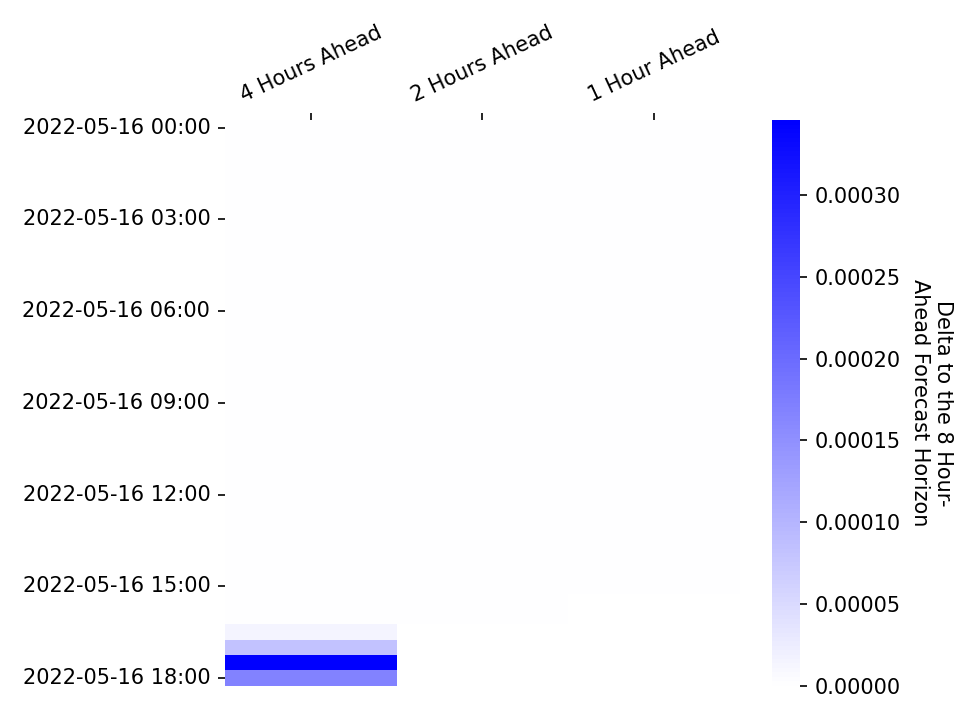 4 Hours Ahead
2 Hours Ahead
1 Hour Ahead
2022-05-16 00:00
2022-05-16 03:00
2022-05-16 06:00
2022-05-16 09:00
2022-05-16 12:00
2022-05-16 15:00
2022-05-16 18:00
0.00030
0.00025
0.00020
0.00015
0.00010
0.00005
0.00000
Delta to the 8 Hour-
Ahead Forecast Horizon